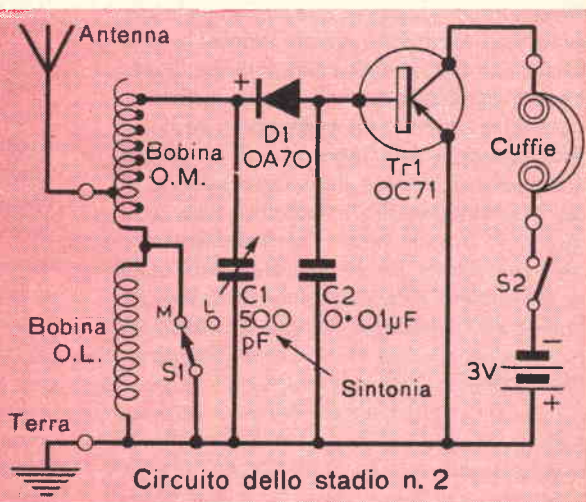 Antenna
Bobina
O.M.
+
D1
OA70
Tr1
OC71
Cuffie
Bobina
O.L.
M
L
S1
C1
500
pF
C2
0·01µF
S2
3V
−
+
Sintonia
Terra
Circuito dello stadio n. 2